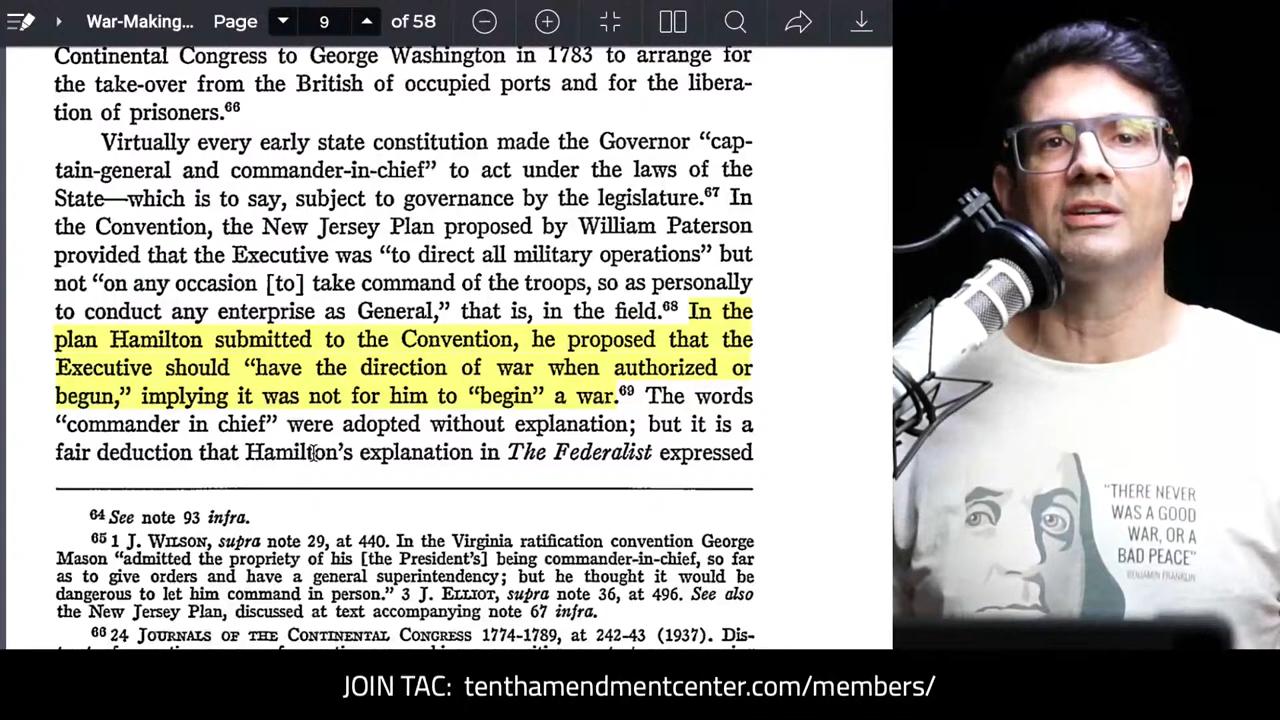 War-Making...
Page 9 of 58
Continental Congress to George Washington in 1783 to arrange for
the take-over from the British of occupied ports and for the libera-
tion of prisoners.66
Virtually every early state constitution made the Governor “cap-
tain-general and commander-in-chief” to act under the laws of the
State—which is to say, subject to governance by the legislature.67 In
the Convention, the New Jersey Plan proposed by William Paterson
provided that the Executive was “to direct all military operations” but
not “on any occasion [to] take command of the troops, so as personally
to conduct any enterprise as General,” that is, in the field.68 In the
plan Hamilton submitted to the Convention, he proposed that the
Executive should “have the direction of war when authorized or
begun,” implying it was not for him to “begin” a war.69 The words
“commander in chief” were adopted without explanation; but it is a
fair deduction that Hamilton’s explanation in The Federalist expressed
64 See note 93 infra.
65 1 J. WILSON, supra note 29, at 440. In the Virginia ratification convention George
Mason “admitted the propriety of his [the President’s] being commander-in-chief, so far
as to give orders and have a general superintendency; but he thought it would be
dangerous to let him command in person.” 3 J. ELLIOT, supra note 36, at 496. See also
the New Jersey Plan, discussed at text accompanying note 67 infra.
66 24 JOURNALS OF THE CONTINENTAL CONGRESS 1774-1789, at 242-43 (1937). Dis-
“THERE NEVER
WAS A GOOD
WAR, OR A
BAD PEACE”
BENJAMIN FRANKLIN
JOIN TAC: tenthamendmentcenter.com/members/